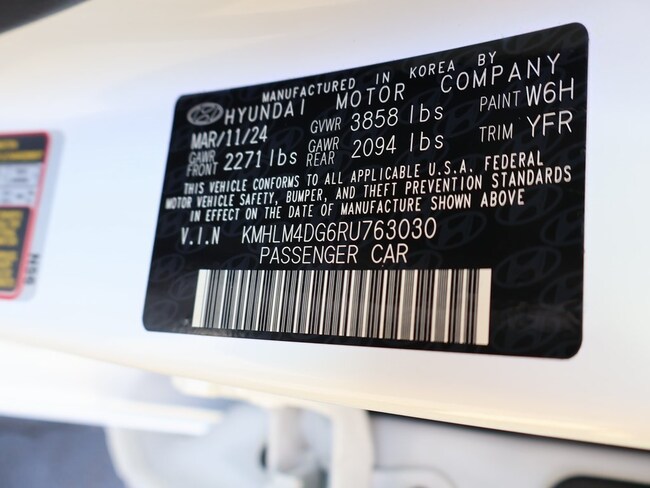 MANUFACTURED IN KOREA BY
HYUNDAI MOTOR COMPANY
MAR/11/24 GVWR 3858 lbs PAINT W6H
GAWR FRONT 2271 lbs GAWR REAR 2094 lbs TRIM YFR
THIS VEHICLE CONFORMS TO ALL APPLICABLE U.S.A. FEDERAL
MOTOR VEHICLE SAFETY, BUMPER, AND THEFT PREVENTION STANDARDS
IN EFFECT ON THE DATE OF MANUFACTURE SHOWN ABOVE
V.I.N KMHLM4DG6RU763030
PASSENGER CAR